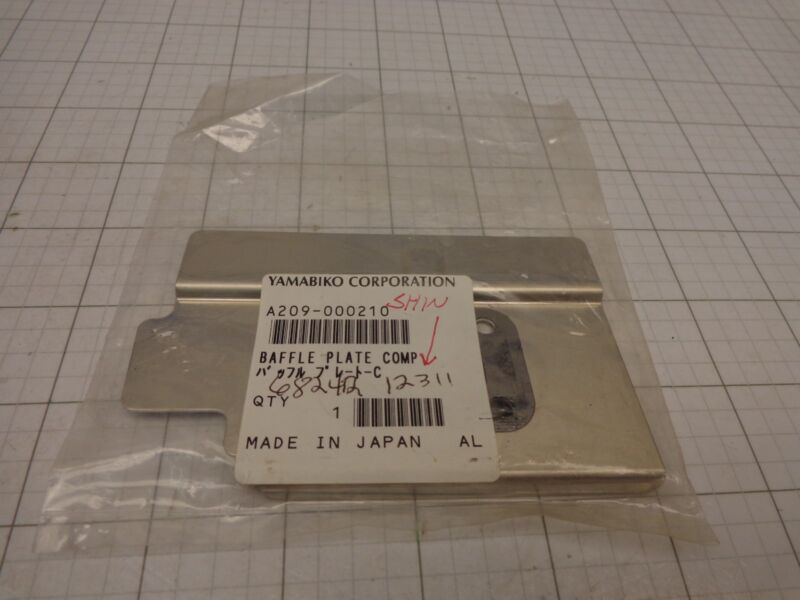 YAMABIKO CORPORATION
A209-000210 SHIN
BAFFLE PLATE COMP
バッフル プレート-C
12311
QTY 1
MADE IN JAPAN AL